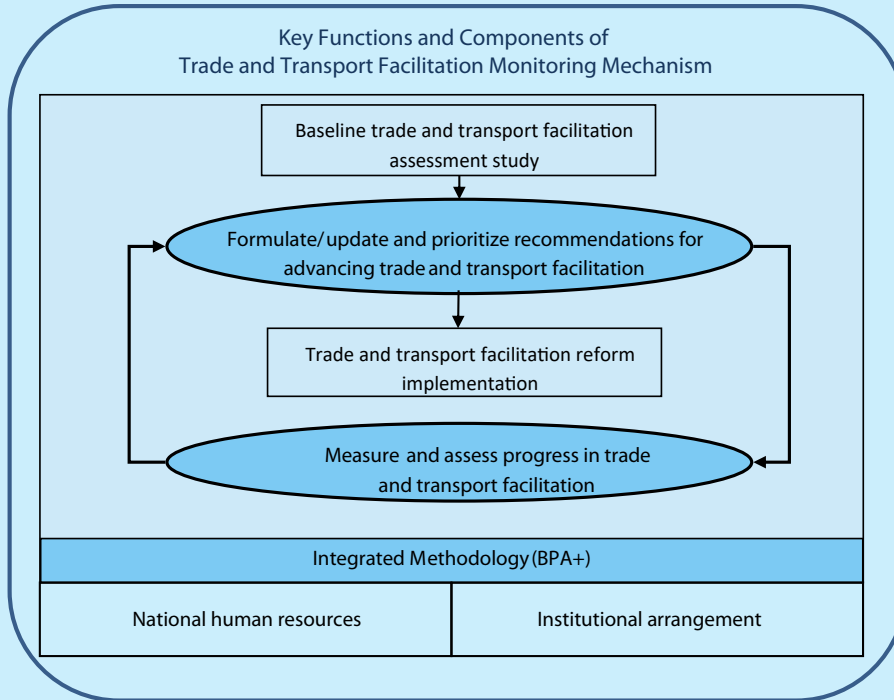 Key Functions and Components of
Trade and Transport Facilitation Monitoring Mechanism
Baseline trade and transport facilitation
assessment study
Formulate/update and prioritize recommendations for
advancing trade and transport facilitation
Trade and transport facilitation reform
implementation
Measure and assess progress in trade
and transport facilitation
Integrated Methodology (BPA+)
National human resources
Institutional arrangement